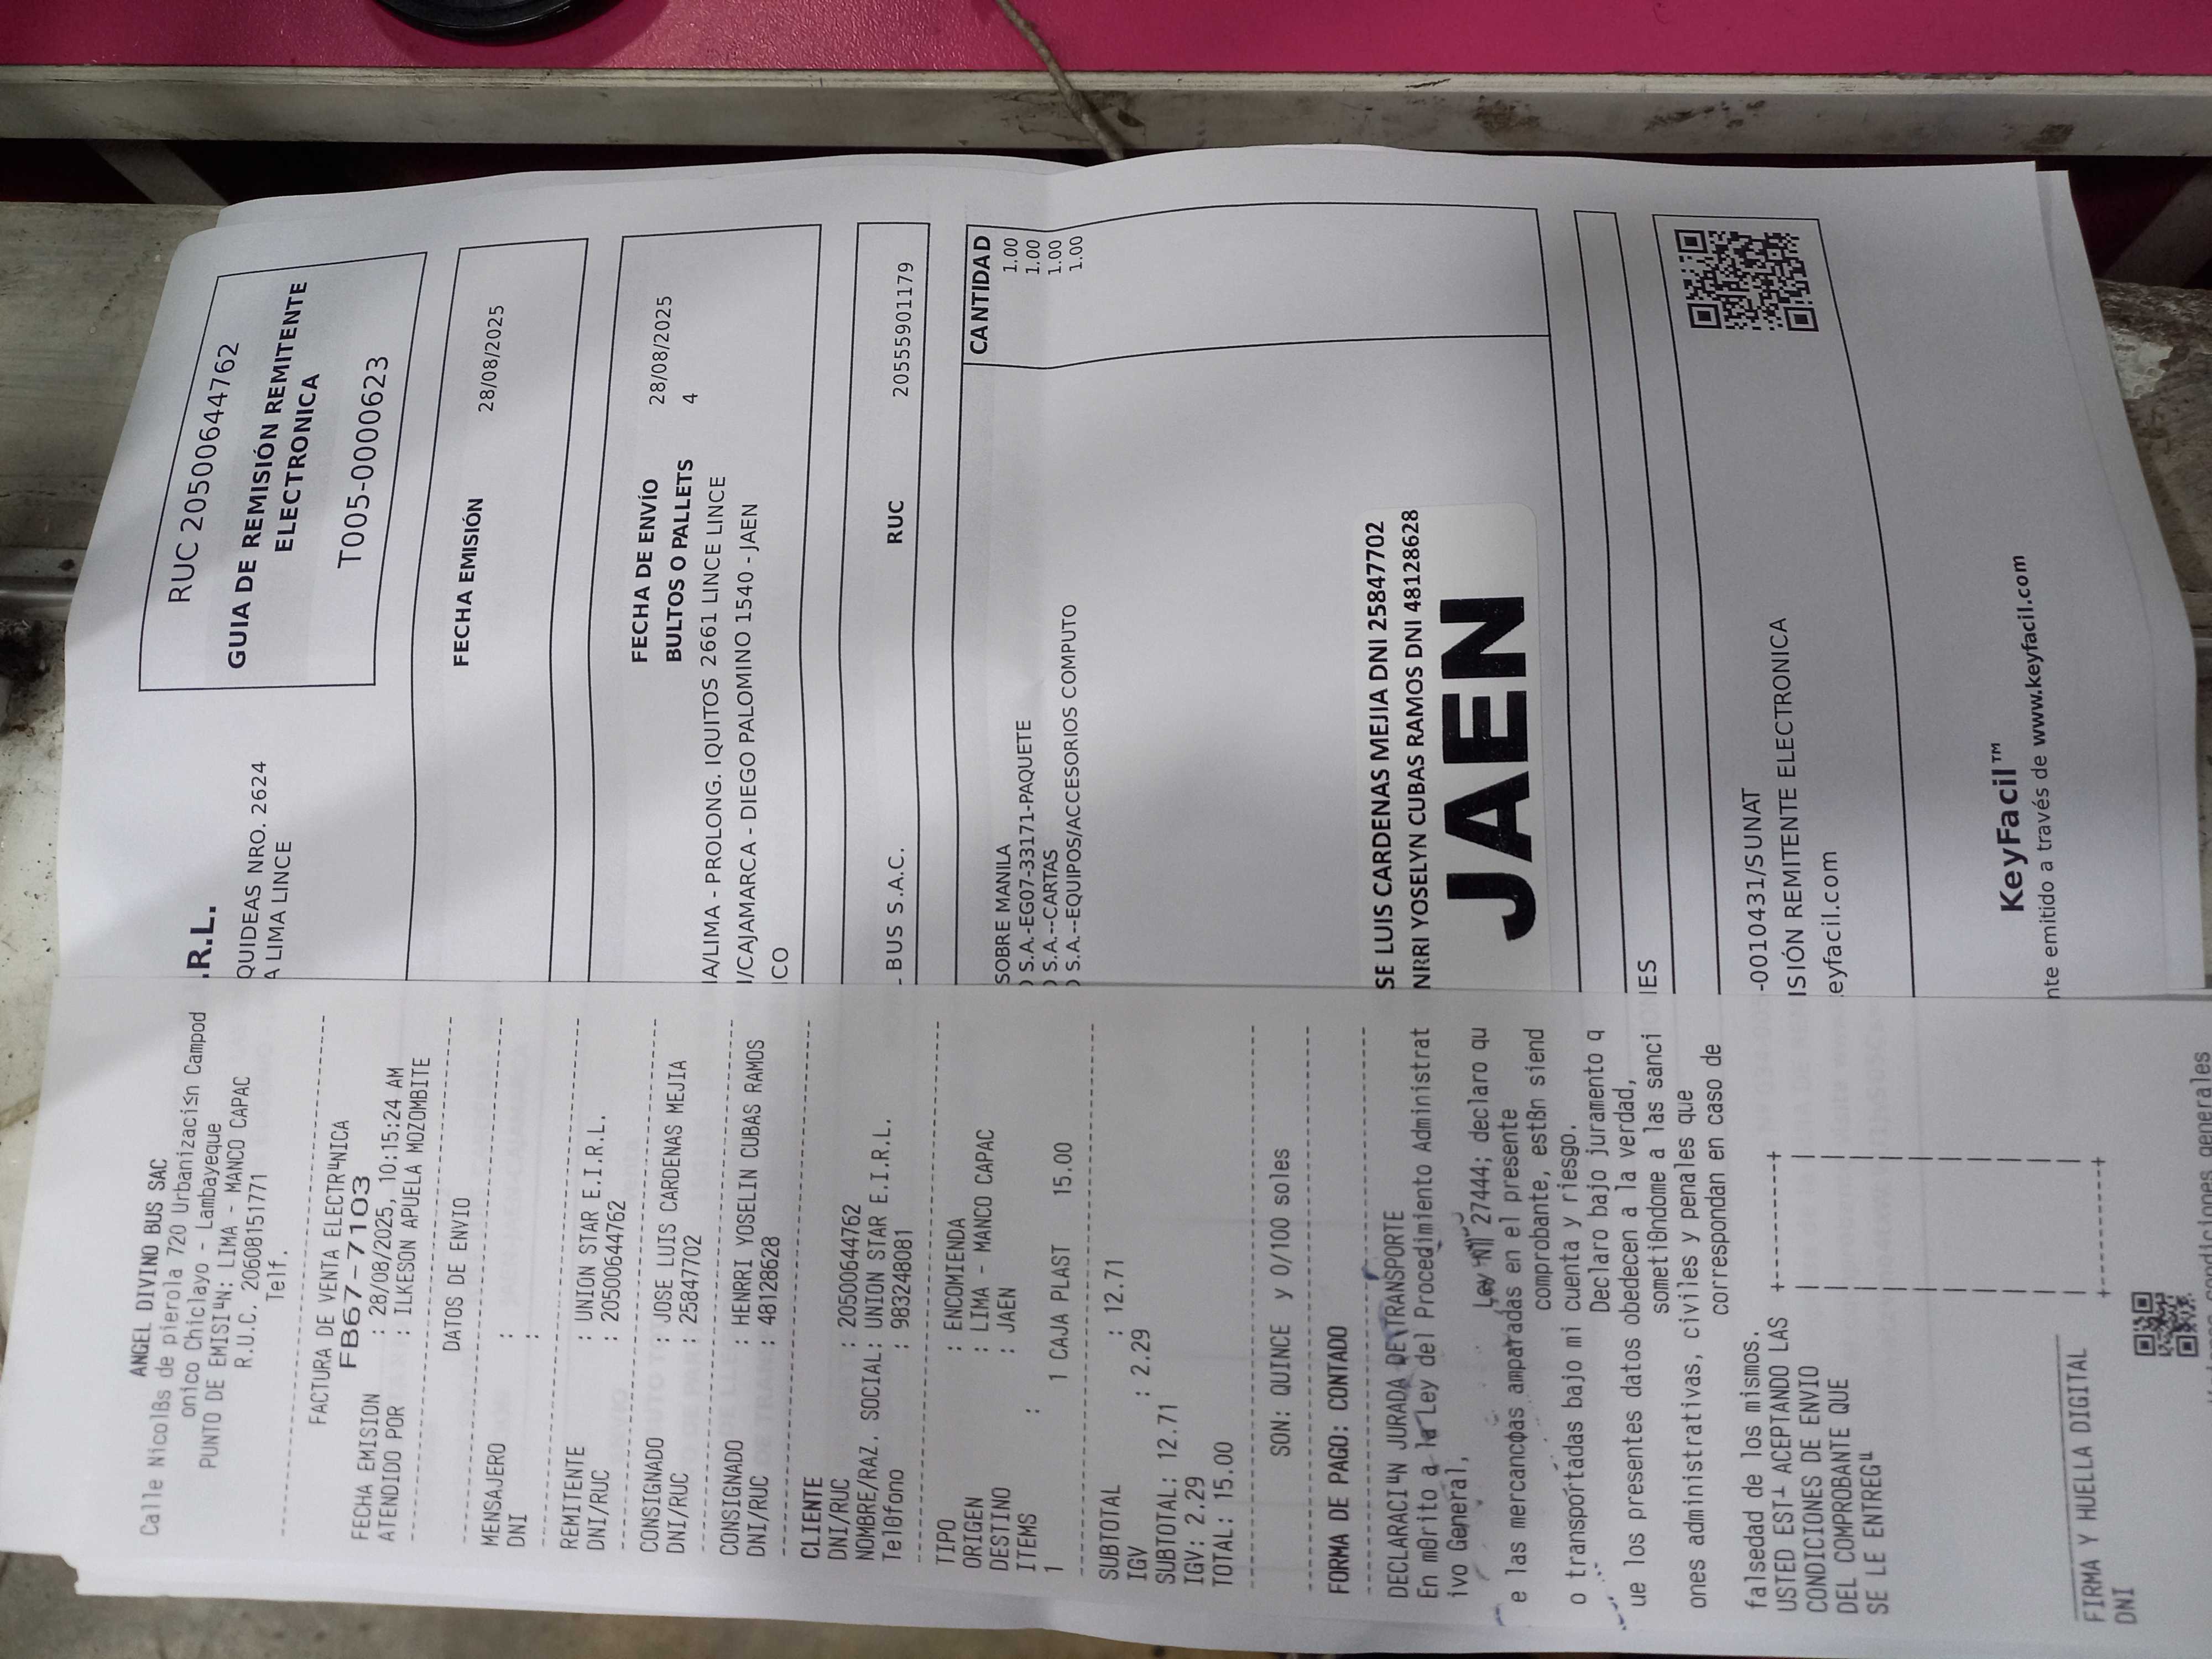 ANGEL DIVINO BUS SAC
Calle Nicolßs de pierola 720 Urbanizaci≤n Campod
onico Chiclayo - Lambayeque
PUNTO DE EMISI╙N: LIMA - MANCO CAPAC
R.U.C. 20608151771
Telf.
FACTURA DE VENTA ELECTR╙NICA
FB67-7103
FECHA EMISION : 28/08/2025, 10:15:24 AM
ATENDIDO POR : ILKESON APUELA MOZOMBITE
DATOS DE ENVIO
MENSAJERO :
DNI :
REMITENTE : UNION STAR E.I.R.L.
DNI/RUC : 20500644762
CONSIGNADO : JOSE LUIS CARDENAS MEJIA
DNI/RUC : 25847702
CONSIGNADO : HENRRI YOSELIN CUBAS RAMOS
DNI/RUC : 48128628
CLIENTE
DNI/RUC : 20500644762
NOMBRE/RAZ. SOCIAL: UNION STAR E.I.R.L.
TelΘfono : 983248081
TIPO : ENCOMIENDA
ORIGEN : LIMA - MANCO CAPAC
DESTINO : JAEN
ITEMS :
1 1 CAJA PLAST 15.00
SUBTOTAL : 12.71
IGV : 2.29
SUBTOTAL: 12.71
IGV: 2.29
TOTAL: 15.00
SON: QUINCE y 0/100 soles
FORMA DE PAGO: CONTADO
DECLARACI╙N JURADA DE TRANSPORTE
En mΘrito a la Ley del Procedimiento Administrat
ivo General, Ley 27444; declaro qu
e las mercancφas amparadas en el presente
comprobante, estßn siend
o transportadas bajo mi cuenta y riesgo.
Declaro bajo juramento q
ue los presentes datos obedecen a la verdad,
sometiΘndome a las sanci
ones administrativas, civiles y penales que
correspondan en caso de
falsedad de los mismos.
USTED EST┴ ACEPTANDO LAS
CONDICIONES DE ENVIO
DEL COMPROBANTE QUE
SE LE ENTREG╙
FIRMA Y HUELLA DIGITAL
DNI
condiciones generales
.R.L.
QUIDEAS NRO. 2624
A LIMA LINCE
RUC 20500644762
GUIA DE REMISIÓN REMITENTE
ELECTRONICA
T005-0000623
FECHA EMISIÓN 28/08/2025
FECHA DE ENVÍO 28/08/2025
BULTOS O PALLETS 4
IA/LIMA - PROLONG. IQUITOS 2661 LINCE LINCE
I/CAJAMARCA - DIEGO PALOMINO 1540 - JAEN
ICO
BUS S.A.C. RUC 20555901179
CANTIDAD
SOBRE MANILA 1.00
S.A.-EG07-33171-PAQUETE 1.00
S.A.--CARTAS 1.00
S.A.--EQUIPOS/ACCESORIOS COMPUTO 1.00
SE LUIS CARDENAS MEJIA DNI 25847702
NRRI YOSELYN CUBAS RAMOS DNI 48128628
JAEN
IES
-0010431/SUNAT
ISIÓN REMITENTE ELECTRONICA
eyfacil.com
KeyFacil™
nte emitido a través de www.keyfacil.com